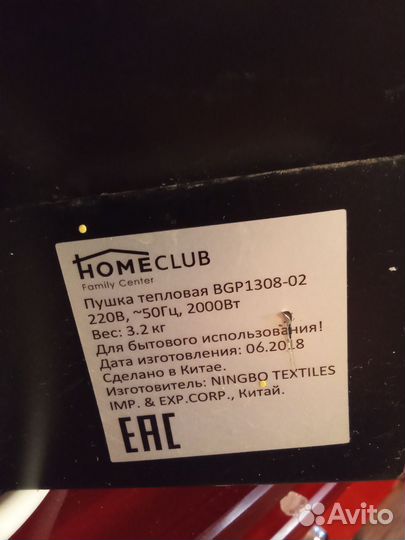 HOMECLUB
Family Center
Пушка тепловая BGP1308-02
220В, ~50Гц, 2000Вт
Вес: 3.2 кг
Для бытового использования!
Дата изготовления: 06.2018
Сделано в Китае.
Изготовитель: NINGBO TEXTILES
IMP. & EXP.CORP., Китай.
EAC
Avito